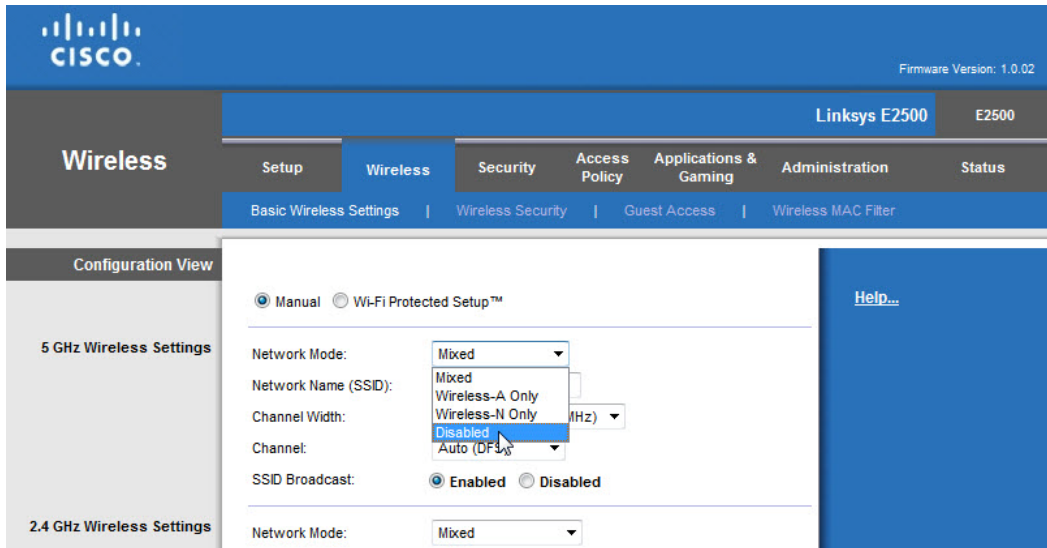 CISCO.
Firmware Version: 1.0.02
Linksys E2500 E2500
Wireless
Setup Wireless Security Access Policy Applications & Gaming Administration Status
Basic Wireless Settings | Wireless Security | Guest Access | Wireless MAC Filter
Configuration View
Manual Wi-Fi Protected Setup™
Help...
5 GHz Wireless Settings
Network Mode: Mixed
Mixed
Network Name (SSID):
Wireless-A Only
Channel Width: Wireless-N Only MHz)
Disabled
Channel: Auto (DFS
SSID Broadcast: Enabled Disabled
2.4 GHz Wireless Settings
Network Mode: Mixed